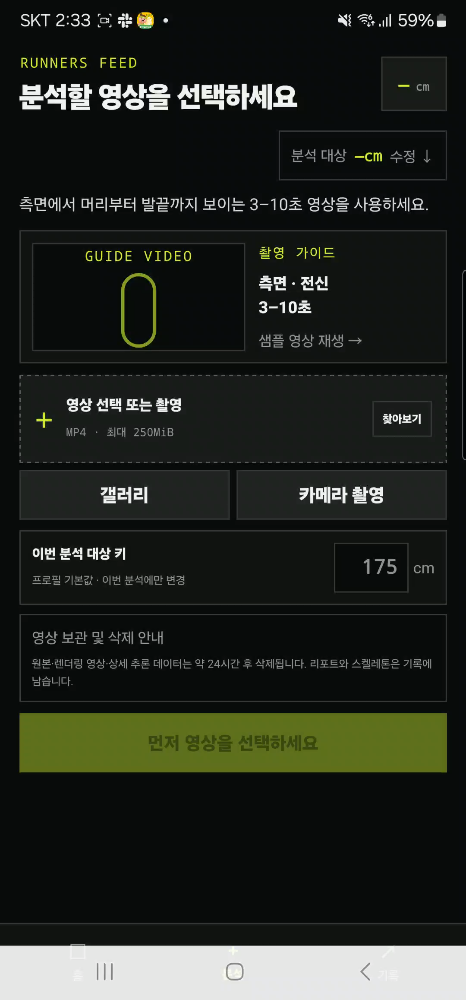 SKT 2:33
59%
RUNNERS FEED
분석할 영상을 선택하세요
– cm
분석 대상 –cm 수정 ↓
측면에서 머리부터 발끝까지 보이는 3–10초 영상을 사용하세요.
GUIDE VIDEO
촬영 가이드
측면 · 전신
3–10초
샘플 영상 재생 →
+
영상 선택 또는 촬영
MP4 · 최대 250MiB
찾아보기
갤러리
카메라 촬영
이번 분석 대상 키
프로필 기본값 · 이번 분석에만 변경
175 cm
영상 보관 및 삭제 안내
원본·렌더링 영상·상세 추론 데이터는 약 24시간 후 삭제됩니다. 리포트와 스켈레톤은 기록에
남습니다.
먼저 영상을 선택하세요
홈
분석
기록